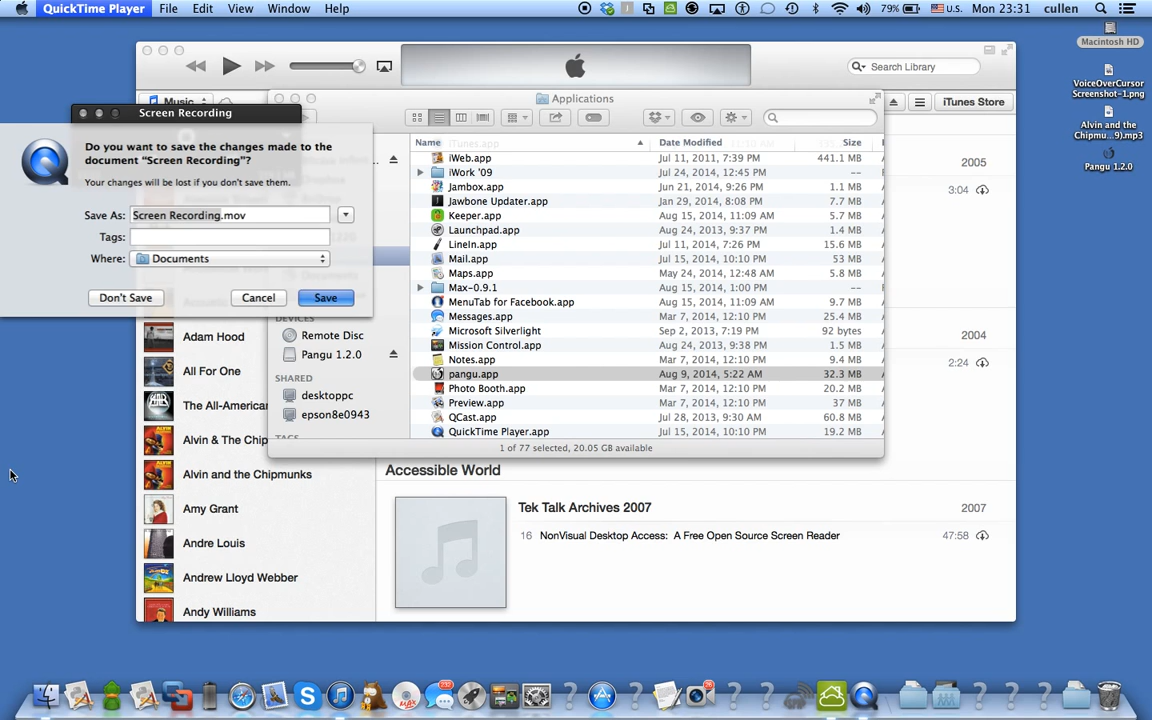 QuickTime Player File Edit View Window Help 79% U.S. Mon 23:31 cullen
Macintosh HD
VoiceOverCursor
Screenshot-1.png
Alvin and the
Chipmu...9).mp3
Pangu 1.2.0
Search Library
Music
iTunes Store
Applications
Screen Recording
Do you want to save the changes made to the
document “Screen Recording”?
Your changes will be lost if you don't save them.
Save As: Screen Recording.mov
Tags:
Where: Documents
Don't Save Cancel Save
Name Date Modified Size
iWeb.app Jul 11, 2011, 7:39 PM 441.1 MB
iWork '09 Jul 24, 2014, 12:45 PM --
Jambox.app Jun 21, 2014, 9:26 PM 1.1 MB
Jawbone Updater.app Jan 29, 2014, 8:08 PM 7.7 MB
Keeper.app Aug 15, 2014, 11:09 AM 5.7 MB
Launchpad.app Aug 24, 2013, 9:37 PM 1.4 MB
LineIn.app Jul 11, 2014, 7:26 PM 15.6 MB
Mail.app Jul 15, 2014, 10:10 PM 53 MB
Maps.app May 24, 2014, 12:48 AM 5.8 MB
Max-0.9.1 Aug 15, 2014, 1:00 PM --
MenuTab for Facebook.app Aug 15, 2014, 11:09 AM 9.7 MB
Messages.app Mar 7, 2014, 12:10 PM 25.4 MB
Microsoft Silverlight Sep 2, 2013, 7:19 PM 92 bytes
Mission Control.app Aug 24, 2013, 9:38 PM 1.5 MB
Notes.app Mar 7, 2014, 12:10 PM 9.4 MB
pangu.app Aug 9, 2014, 5:22 AM 32.3 MB
Photo Booth.app Mar 7, 2014, 12:10 PM 20.2 MB
Preview.app Mar 7, 2014, 12:10 PM 37 MB
QCast.app Jul 28, 2013, 9:30 AM 60.8 MB
QuickTime Player.app Jul 15, 2014, 10:10 PM 19.2 MB
1 of 77 selected, 20.05 GB available
DEVICES
Remote Disc
Pangu 1.2.0
SHARED
desktoppc
epson8e0943
2005
3:04
2004
2:24
Adam Hood
All For One
The All-American
Alvin & The Chip
Alvin and the Chipmunks
Amy Grant
Andre Louis
Andrew Lloyd Webber
Andy Williams
Accessible World
Tek Talk Archives 2007 2007
16 NonVisual Desktop Access: A Free Open Source Screen Reader 47:58